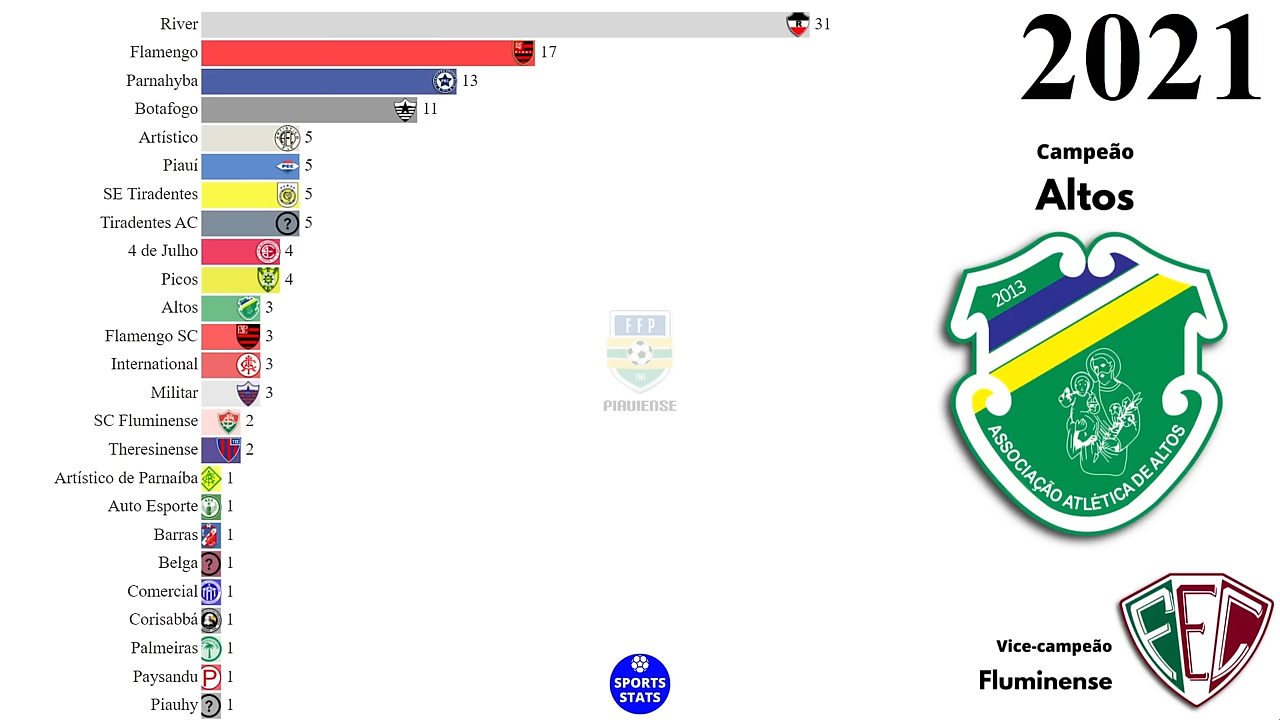 River 31
Flamengo 17
Parnahyba 13
Botafogo 11
Artístico 5
Piauí 5
SE Tiradentes 5
Tiradentes AC 5
4 de Julho 4
Picos 4
Altos 3
Flamengo SC 3
International 3
Militar 3
SC Fluminense 2
Theresinense 2
Artístico de Parnaíba 1
Auto Esporte 1
Barras 1
Belga 1
Comercial 1
Corisabbá 1
Palmeiras 1
Paysandu 1
Piauhy 1
FFP
PIAUIENSE
SPORTS
STATS
2021
Campeão
Altos
2013
ASSOCIAÇÃO ATLÉTICA DE ALTOS
Vice-campeão
Fluminense
FEC